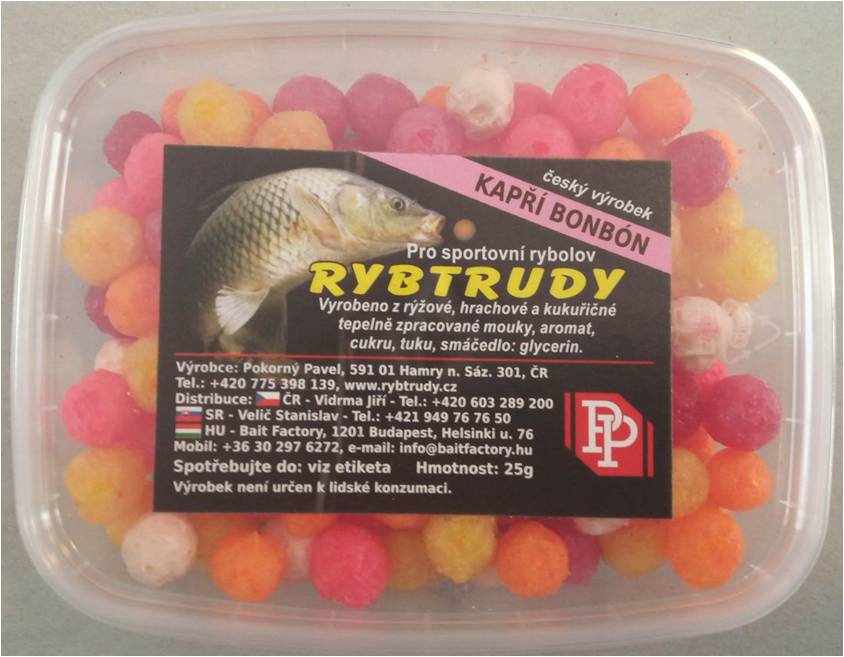 český výrobek
KAPŘÍ BONBÓN
Pro sportovní rybolov
RYBTRUDY
Vyrobeno z rýžové, hrachové a kukuřičné
tepelně zpracované mouky, aromat,
cukru, tuku, smáčedlo: glycerin.
Výrobce: Pokorný Pavel, 591 01 Hamry n. Sáz. 301, ČR
Tel.: +420 775 398 139, www.rybtrudy.cz
Distribuce: ČR - Vidrma Jiří - Tel.: +420 603 289 200
SR - Velič Stanislav - Tel.: +421 949 76 76 50
HU - Bait Factory, 1201 Budapest, Helsinki u. 76
Mobil: +36 30 297 6272, e-mail: info@baitfactory.hu
Spotřebujte do: viz etiketa Hmotnost: 25g
Výrobek není určen k lidské konzumaci.
PP